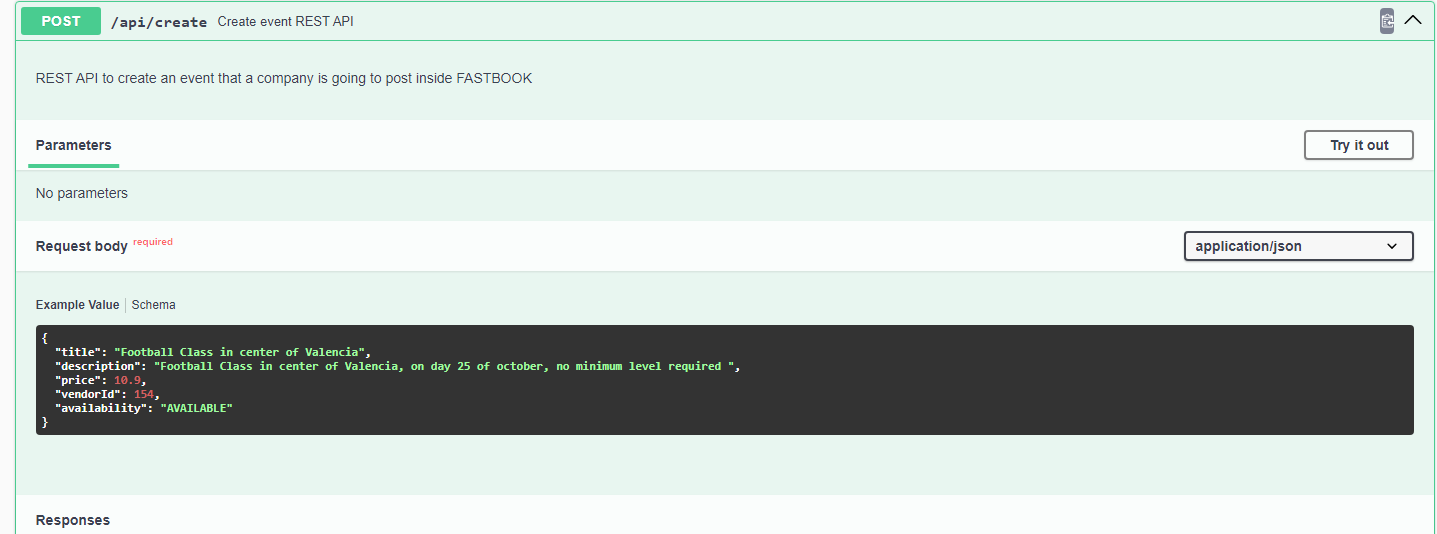 POST /api/create Create event REST API
REST API to create an event that a company is going to post inside FASTBOOK
Parameters
Try it out
No parameters
Request body required
application/json
Example Value Schema
{
"title": "Football Class in center of Valencia",
"description": "Football Class in center of Valencia, on day 25 of october, no minimum level required ",
"price": 10.9,
"vendorId": 154,
"availability": "AVAILABLE"
}
Responses